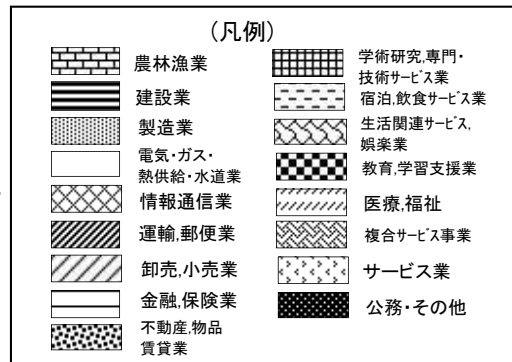 (凡例)
農林漁業
建設業
製造業
電気・ガス・
熱供給・水道業
情報通信業
運輸,郵便業
卸売,小売業
金融,保険業
不動産,物品
賃貸業
学術研究,専門・
技術サービス業
宿泊,飲食サービス業
生活関連サービス,
娯楽業
教育,学習支援業
医療,福祉
複合サービス事業
サービス業
公務・その他